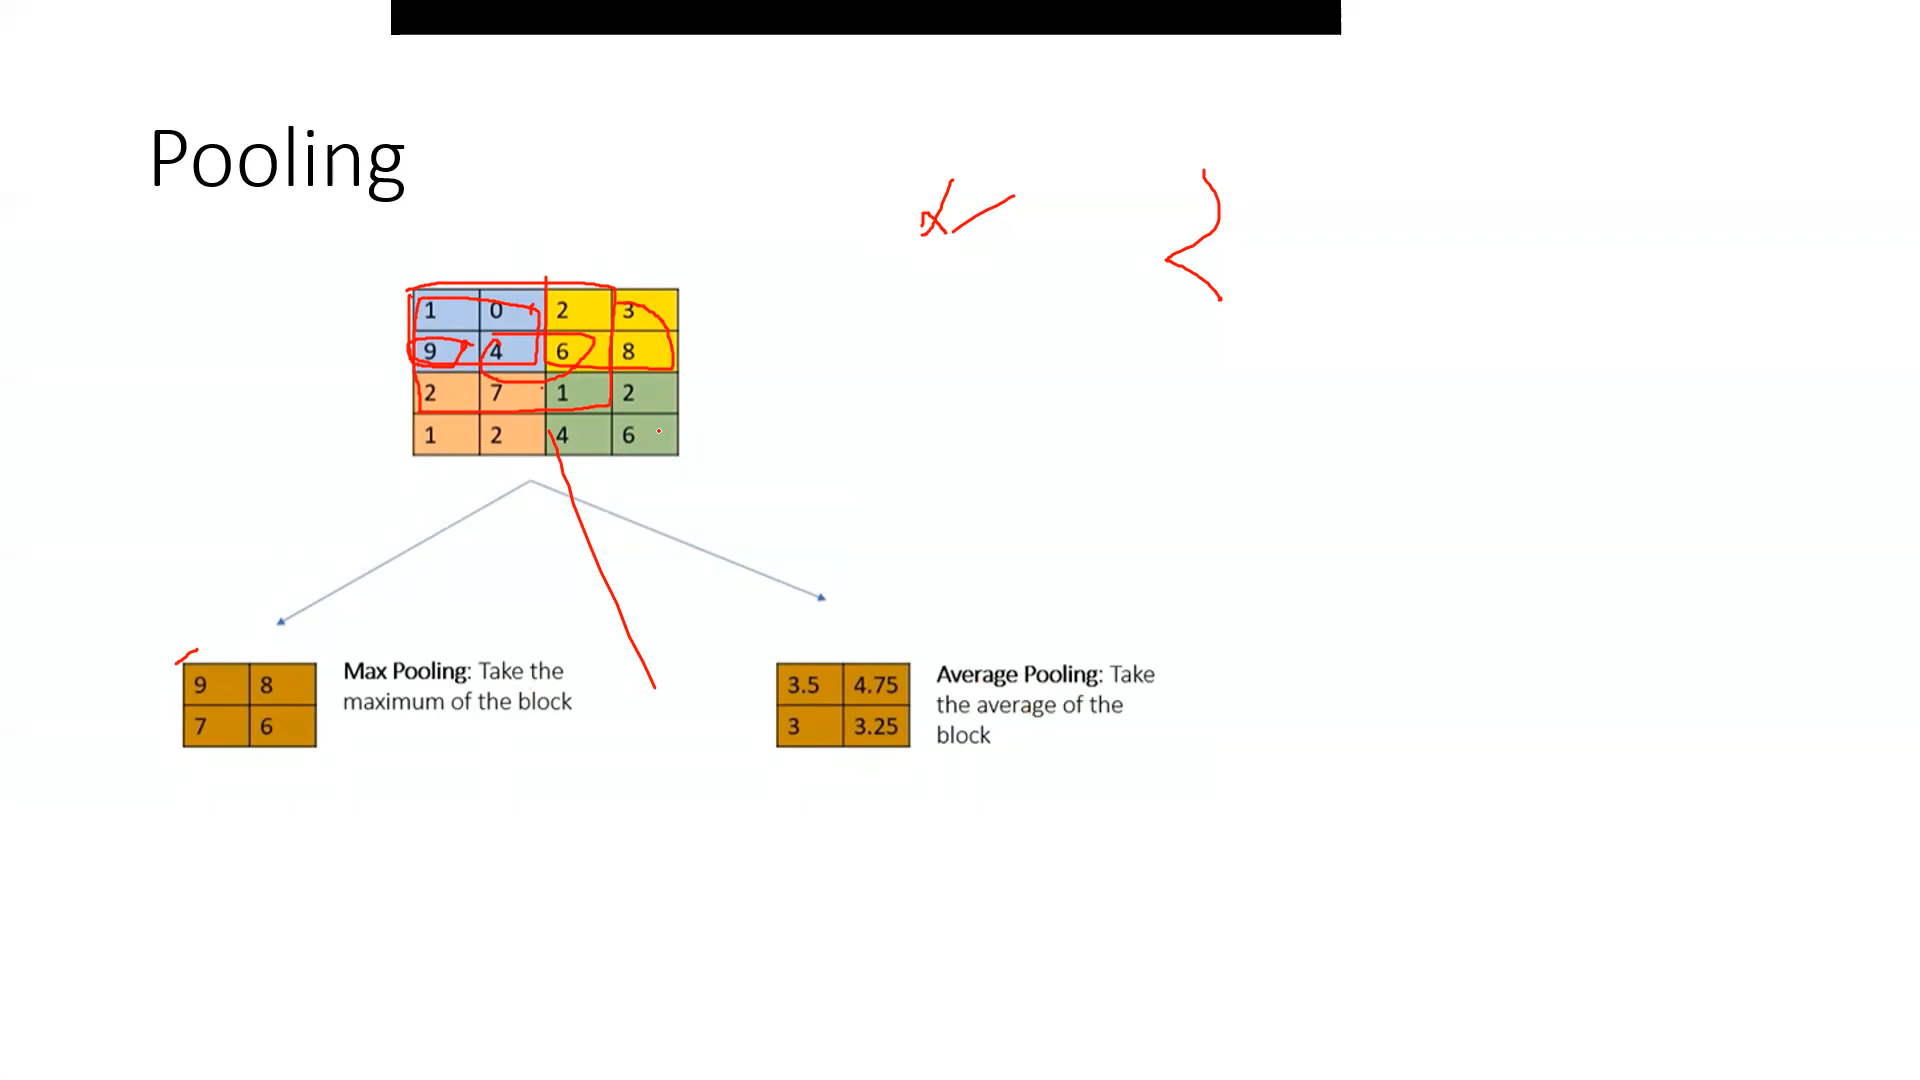 Pooling
1 0 2 3
9 4 6 8
2 7 1 2
1 2 4 6
9 8
7 6
Max Pooling: Take the
maximum of the block
3.5 4.75
3 3.25
Average Pooling: Take
the average of the
block